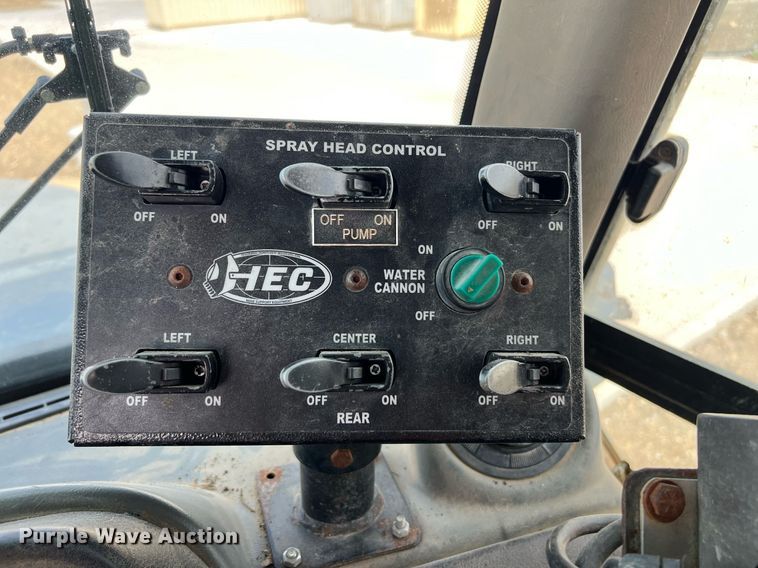 SPRAY HEAD CONTROL
LEFT
RIGHT
OFF ON
OFF ON
PUMP
OFF ON
HEC
ON
WATER
CANNON
OFF
LEFT
CENTER
RIGHT
OFF ON
OFF ON
OFF ON
REAR
Purple Wave Auction